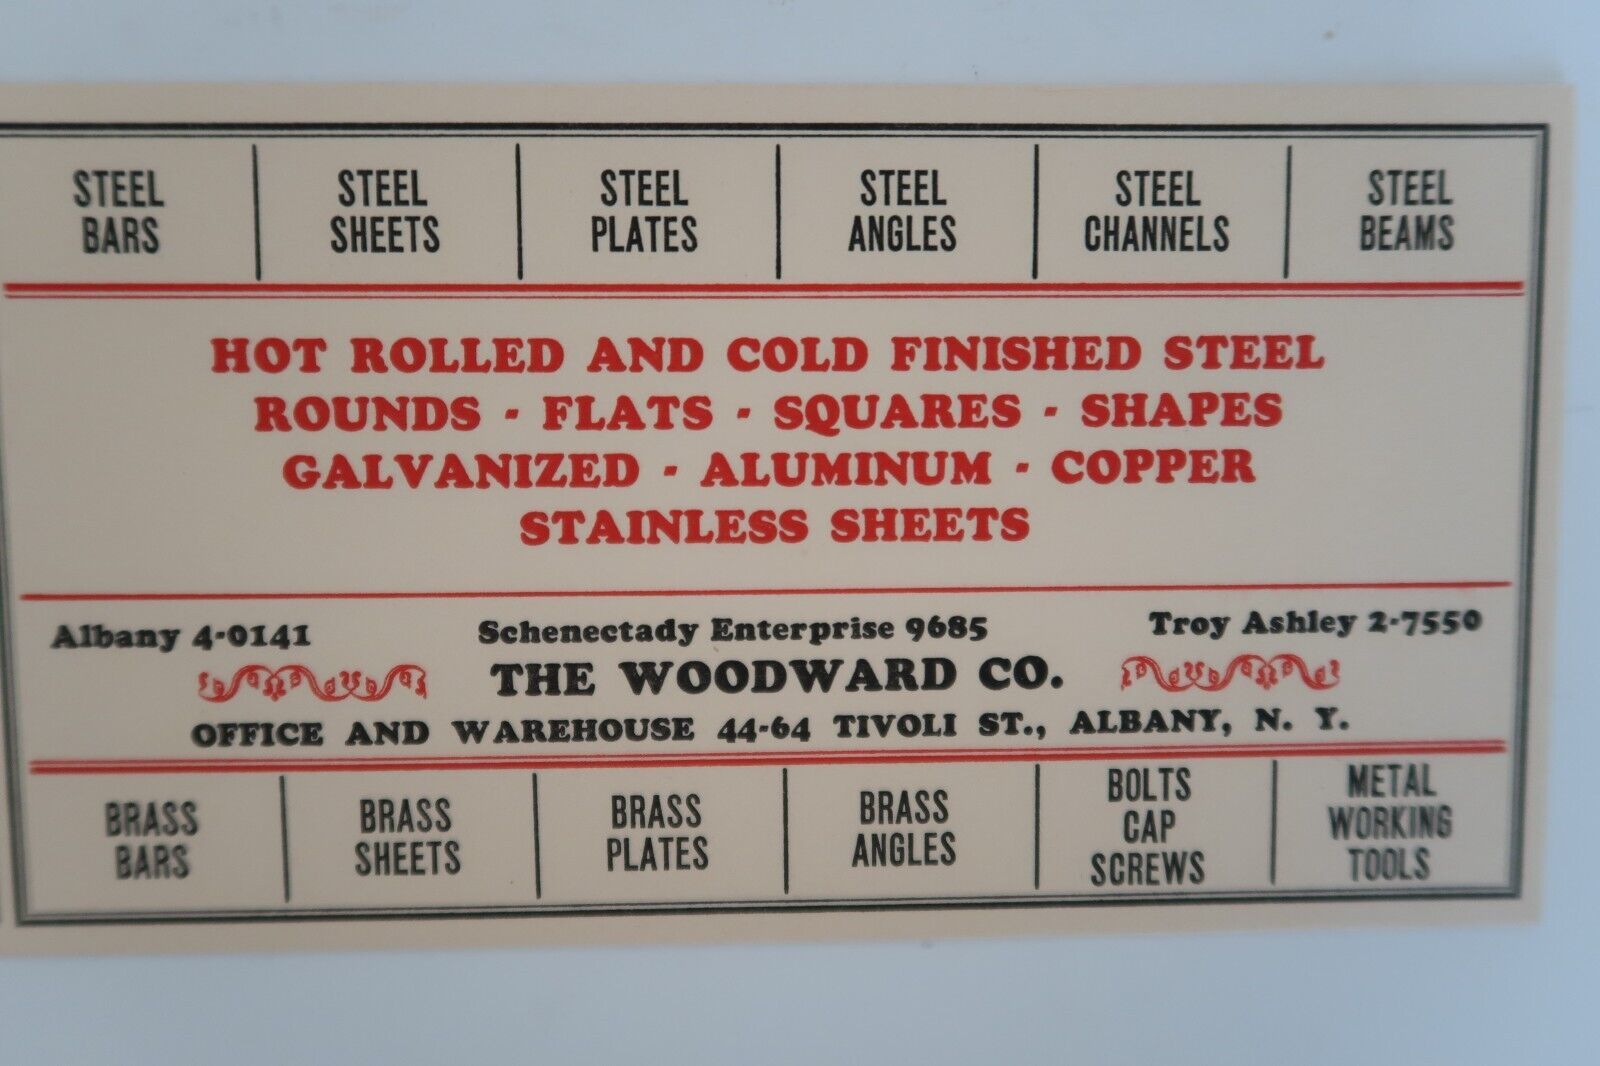 STEEL BARS
STEEL SHEETS
STEEL PLATES
STEEL ANGLES
STEEL CHANNELS
STEEL BEAMS
HOT ROLLED AND COLD FINISHED STEEL
ROUNDS - FLATS - SQUARES - SHAPES
GALVANIZED - ALUMINUM - COPPER
STAINLESS SHEETS
Albany 4-0141 Schenectady Enterprise 9685 Troy Ashley 2-7550
THE WOODWARD CO.
OFFICE AND WAREHOUSE 44-64 TIVOLI ST., ALBANY, N. Y.
BRASS BARS
BRASS SHEETS
BRASS PLATES
BRASS ANGLES
BOLTS CAP SCREWS
METAL WORKING TOOLS